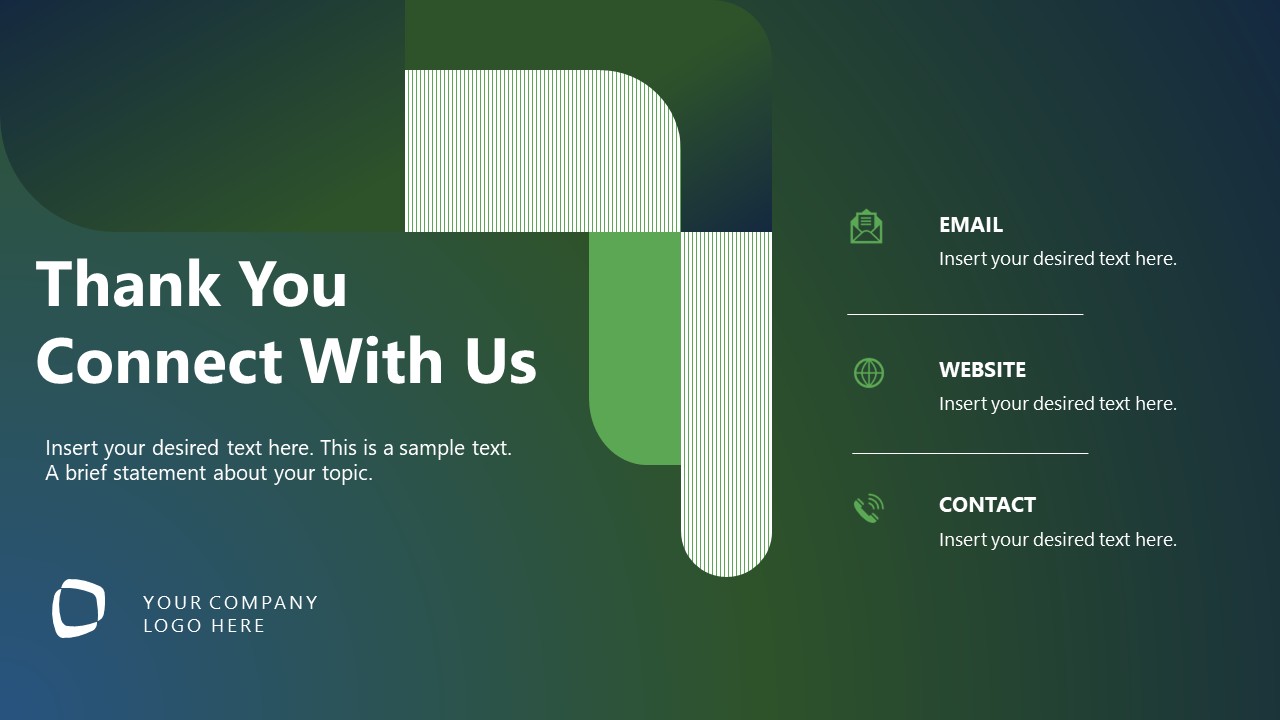 Thank You
Connect With Us
Insert your desired text here. This is a sample text.
A brief statement about your topic.
YOUR COMPANY
LOGO HERE
EMAIL
Insert your desired text here.
WEBSITE
Insert your desired text here.
CONTACT
Insert your desired text here.